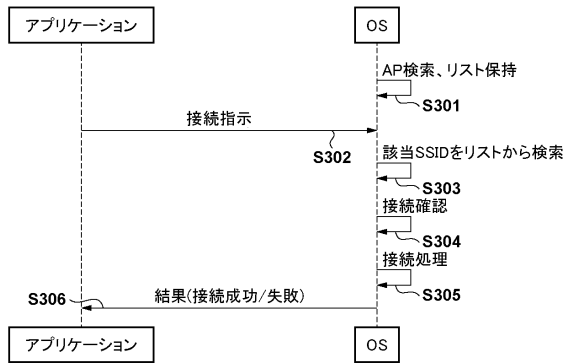 アプリケーション
OS
AP検索、リスト保持
S301
接続指示
S302
該当SSIDをリストから検索
S303
接続確認
S304
接続処理
S305
S306
結果(接続成功/失敗)
アプリケーション
OS